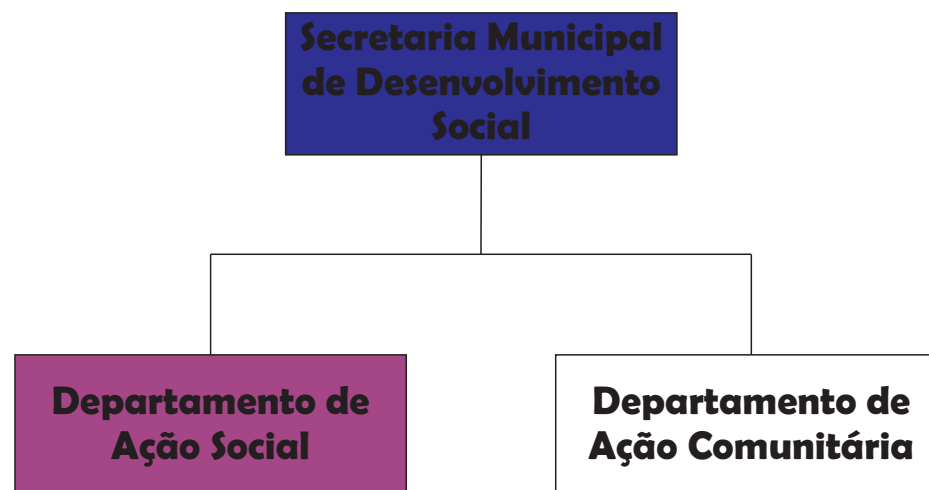 Secretaria Municipal
de Desenvolvimento
Social
Departamento de
Ação Social
Departamento de
Ação Comunitária